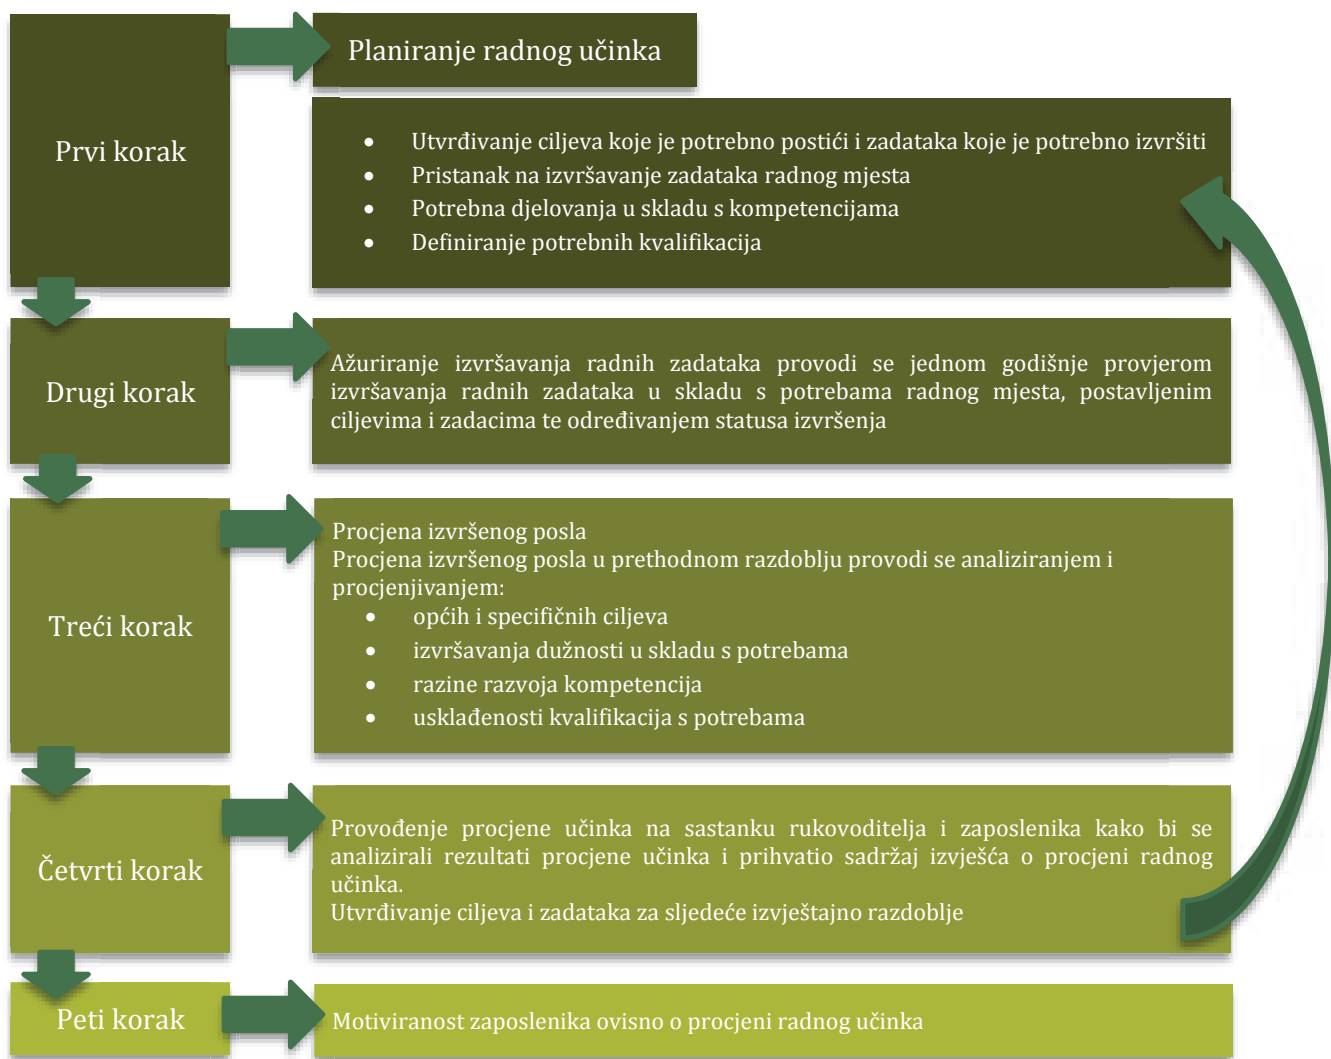 Prvi korak
Planiranje radnog učinka
• Utvrđivanje ciljeva koje je potrebno postići i zadataka koje je potrebno izvršiti
• Pristanak na izvršavanje zadataka radnog mjesta
• Potrebna djelovanja u skladu s kompetencijama
• Definiranje potrebnih kvalifikacija
Drugi korak
Ažuriranje izvršavanja radnih zadataka provodi se jednom godišnje provjerom
izvršavanja radnih zadataka u skladu s potrebama radnog mjesta, postavljenim
ciljevima i zadacima te određivanjem statusa izvršenja
Treći korak
Procjena izvršenog posla
Procjena izvršenog posla u prethodnom razdoblju provodi se analiziranjem i
procjenjivanjem:
• općih i specifičnih ciljeva
• izvršavanja dužnosti u skladu s potrebama
• razine razvoja kompetencija
• usklađenosti kvalifikacija s potrebama
Četvrti korak
Provođenje procjene učinka na sastanku rukovoditelja i zaposlenika kako bi se
analizirali rezultati procjene učinka i prihvatio sadržaj izvješća o procjeni radnog
učinka.
Utvrđivanje ciljeva i zadataka za sljedeće izvještajno razdoblje
Peti korak
Motiviranost zaposlenika ovisno o procjeni radnog učinka